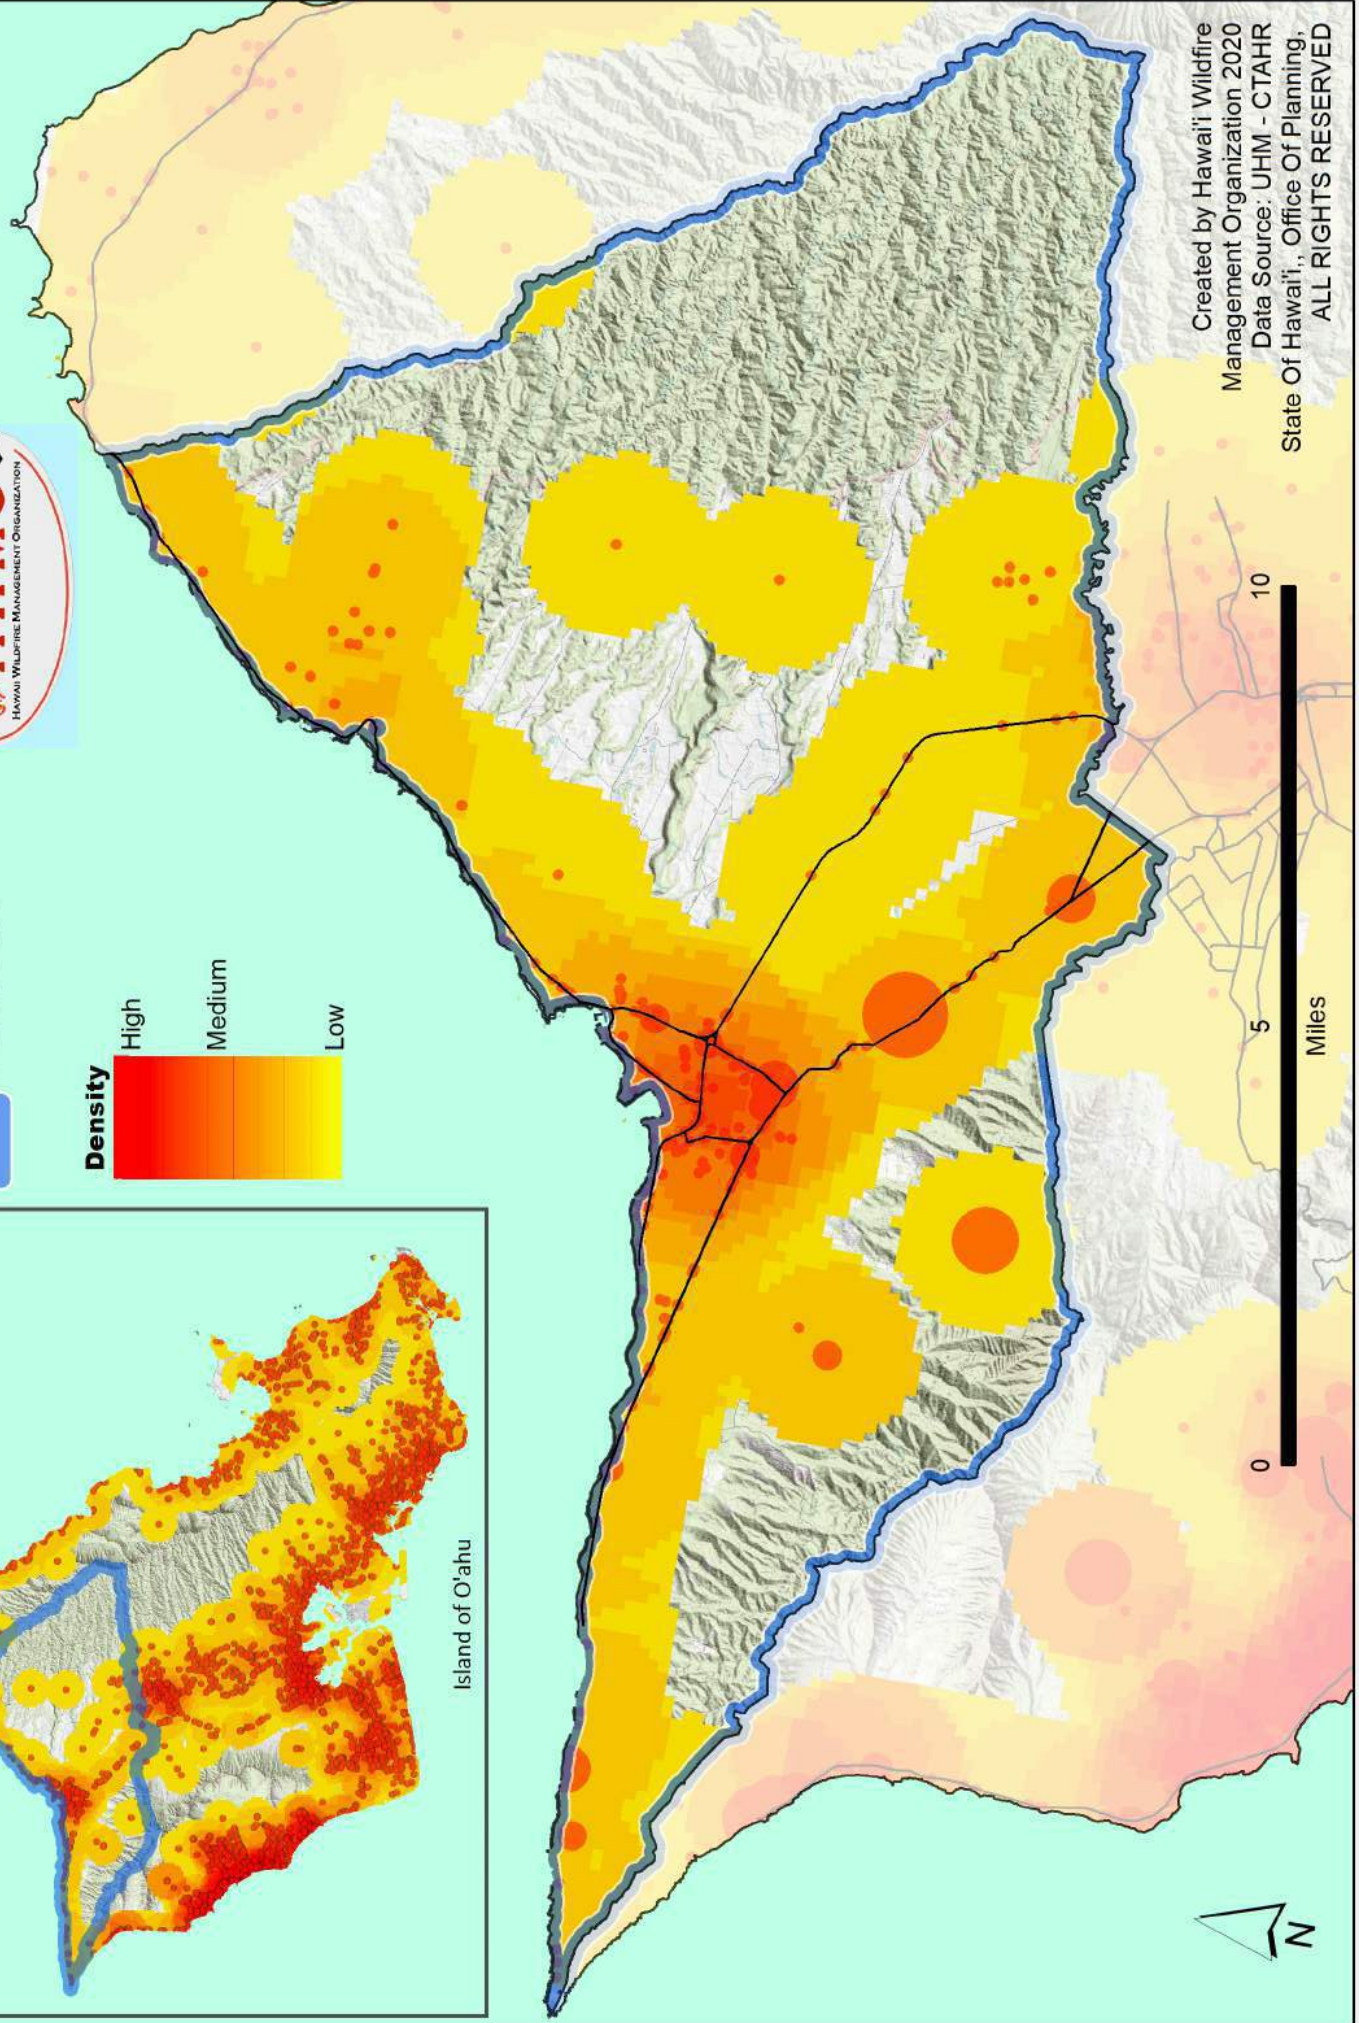 HAWAII WILDFIRE MANAGEMENT ORGANIZATION
Density
High
Medium
Low
Island of O'ahu
0
5
10
Miles
N
Created by Hawai'i Wildfire
Management Organization 2020
Data Source: UHM - CTAHR
State Of Hawai'i,, Office Of Planning,
ALL RIGHTS RESERVED